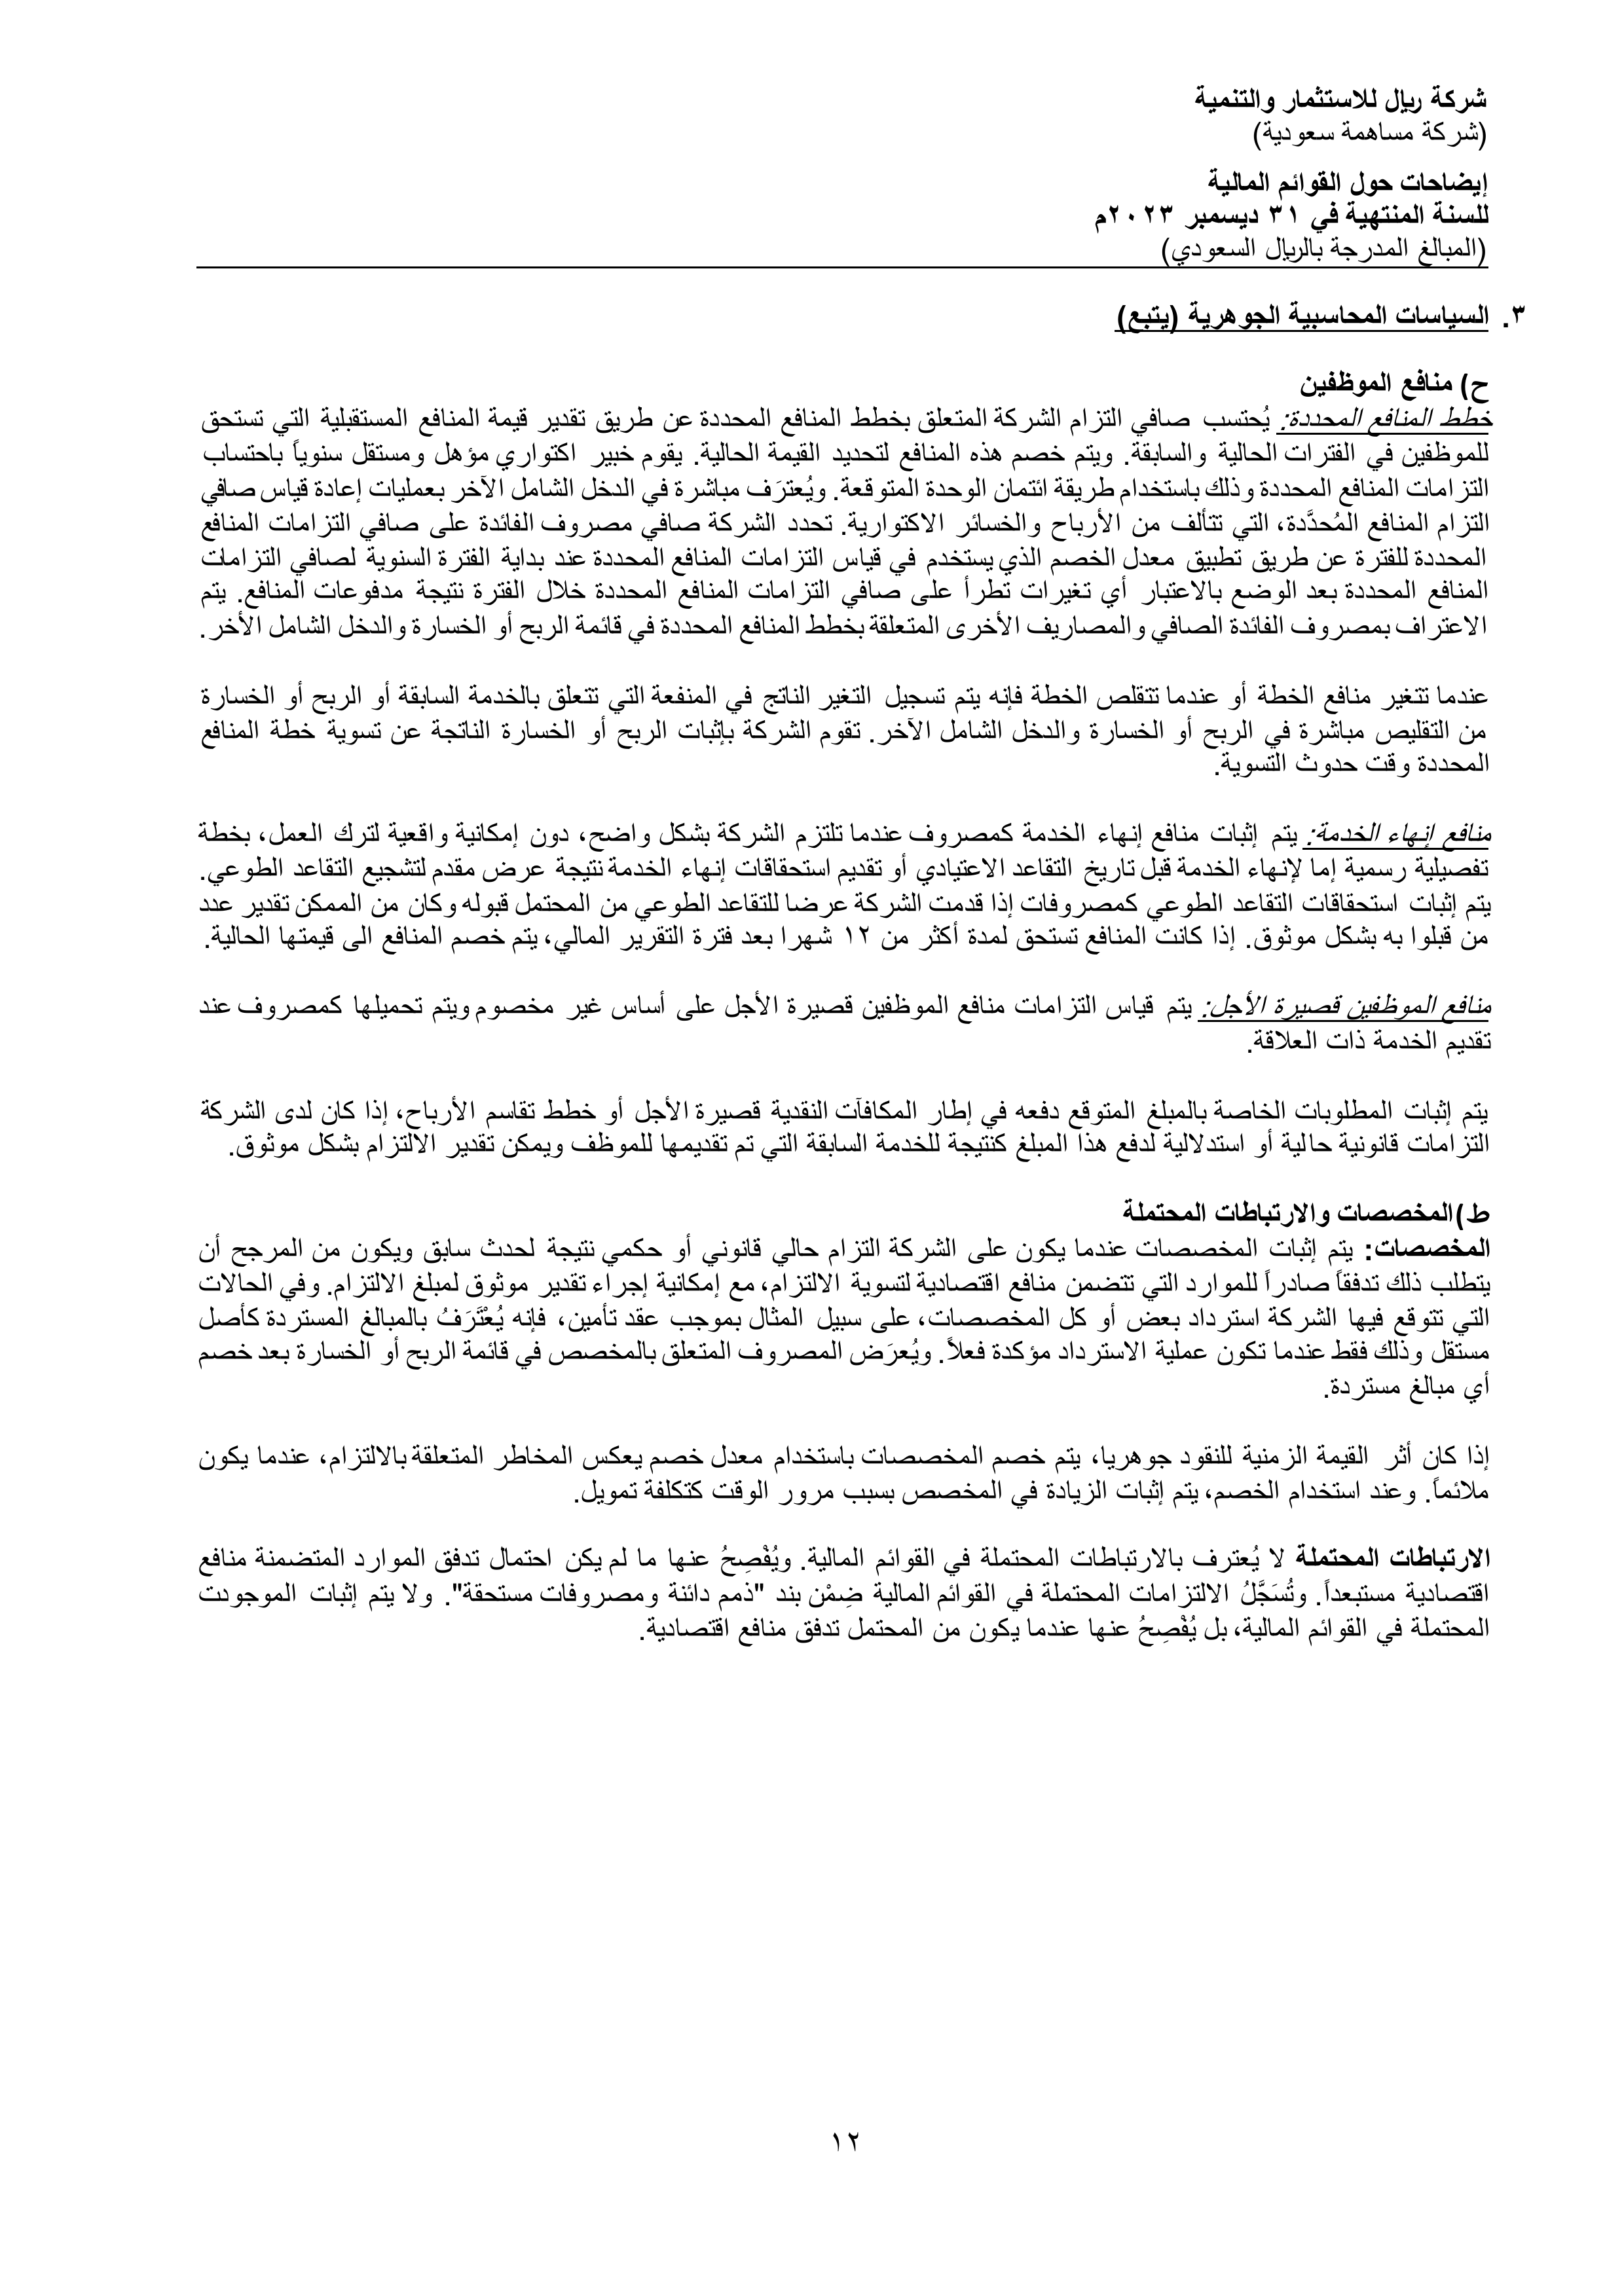 شركة ريال للاستثمار والتنمية
(شركة مساهمة سعودية)
إيضاحات حول القوائم المالية
للسنة المنتهية في ٣١ ديسمبر ٢٠٢٣م
(المبالغ المدرجة بالريال السعودي)
٣. السياسات المحاسبية الجوهرية (يتبع)
ح) منافع الموظفين
خطط المنافع المحددة: يُحتسب صافي التزام الشركة المتعلق بخطط المنافع المحددة عن طريق تقدير قيمة المنافع المستقبلية التي تستحق
للموظفين في الفترات الحالية والسابقة. ويتم خصم هذه المنافع لتحديد القيمة الحالية. يقوم خبير اكتواري مؤهل ومستقل سنوياً باحتساب
التزامات المنافع المحددة وذلك باستخدام طريقة ائتمان الوحدة المتوقعة. ويُعترَف مباشرة في الدخل الشامل الآخر بعمليات إعادة قياس صافي
التزام المنافع المُحدَّدة، التي تتألف من الأرباح والخسائر الاكتوارية. تحدد الشركة صافي مصروف الفائدة على صافي التزامات المنافع
المحددة للفترة عن طريق تطبيق معدل الخصم الذي يستخدم في قياس التزامات المنافع المحددة عند بداية الفترة السنوية لصافي التزامات
المنافع المحددة بعد الوضع بالاعتبار أي تغيرات تطرأ على صافي التزامات المنافع المحددة خلال الفترة نتيجة مدفوعات المنافع. يتم
الاعتراف بمصروف الفائدة الصافي والمصاريف الأخرى المتعلقة بخطط المنافع المحددة في قائمة الربح أو الخسارة والدخل الشامل الأخر.
عندما تتغير منافع الخطة أو عندما تتقلص الخطة فإنه يتم تسجيل التغير الناتج في المنفعة التي تتعلق بالخدمة السابقة أو الربح أو الخسارة
من التقليص مباشرة في الربح أو الخسارة والدخل الشامل الآخر. تقوم الشركة بإثبات الربح أو الخسارة الناتجة عن تسوية خطة المنافع
المحددة وقت حدوث التسوية.
منافع إنهاء الخدمة: يتم إثبات منافع إنهاء الخدمة كمصروف عندما تلتزم الشركة بشكل واضح، دون إمكانية واقعية لترك العمل، بخطة
تفصيلية رسمية إما لإنهاء الخدمة قبل تاريخ التقاعد الاعتيادي أو تقديم استحقاقات إنهاء الخدمة نتيجة عرض مقدم لتشجيع التقاعد الطوعي.
يتم إثبات استحقاقات التقاعد الطوعي كمصروفات إذا قدمت الشركة عرضا للتقاعد الطوعي من المحتمل قبوله وكان من الممكن تقدير عدد
من قبلوا به بشكل موثوق. إذا كانت المنافع تستحق لمدة أكثر من ١٢ شهرا بعد فترة التقرير المالي، يتم خصم المنافع الى قيمتها الحالية.
منافع الموظفين قصيرة الأجل: يتم قياس التزامات منافع الموظفين قصيرة الأجل على أساس غير مخصوم ويتم تحميلها كمصروف عند
تقديم الخدمة ذات العلاقة.
يتم إثبات المطلوبات الخاصة بالمبلغ المتوقع دفعه في إطار المكافآت النقدية قصيرة الأجل أو خطط تقاسم الأرباح، إذا كان لدى الشركة
التزامات قانونية حالية أو استدلالية لدفع هذا المبلغ كنتيجة للخدمة السابقة التي تم تقديمها للموظف ويمكن تقدير الالتزام بشكل موثوق.
ط) المخصصات والارتباطات المحتملة
المخصصات: يتم إثبات المخصصات عندما يكون على الشركة التزام حالي قانوني أو حكمي نتيجة لحدث سابق ويكون من المرجح أن
يتطلب ذلك تدفقاً صادراً للموارد التي تتضمن منافع اقتصادية لتسوية الالتزام، مع إمكانية إجراء تقدير موثوق لمبلغ الالتزام. وفي الحالات
التي تتوقع فيها الشركة استرداد بعض أو كل المخصصات، على سبيل المثال بموجب عقد تأمين، فإنه يُعْتَرَفُ بالمبالغ المستردة كأصل
مستقل وذلك فقط عندما تكون عملية الاسترداد مؤكدة فعلاً. ويُعرَض المصروف المتعلق بالمخصص في قائمة الربح أو الخسارة بعد خصم
أي مبالغ مستردة.
إذا كان أثر القيمة الزمنية للنقود جوهريا، يتم خصم المخصصات باستخدام معدل خصم يعكس المخاطر المتعلقة بالالتزام، عندما يكون
ملائماً. وعند استخدام الخصم، يتم إثبات الزيادة في المخصص بسبب مرور الوقت كتكلفة تمويل.
الارتباطات المحتملة لا يُعترف بالارتباطات المحتملة في القوائم المالية. ويُفْصِحُ عنها ما لم يكن احتمال تدفق الموارد المتضمنة منافع
اقتصادية مستبعداً. وتُسَجَّلُ الالتزامات المحتملة في القوائم المالية ضِمْن بند "ذمم دائنة ومصروفات مستحقة". ولا يتم إثبات الموجودت
المحتملة في القوائم المالية، بل يُفْصِحُ عنها عندما يكون من المحتمل تدفق منافع اقتصادية.
١٢